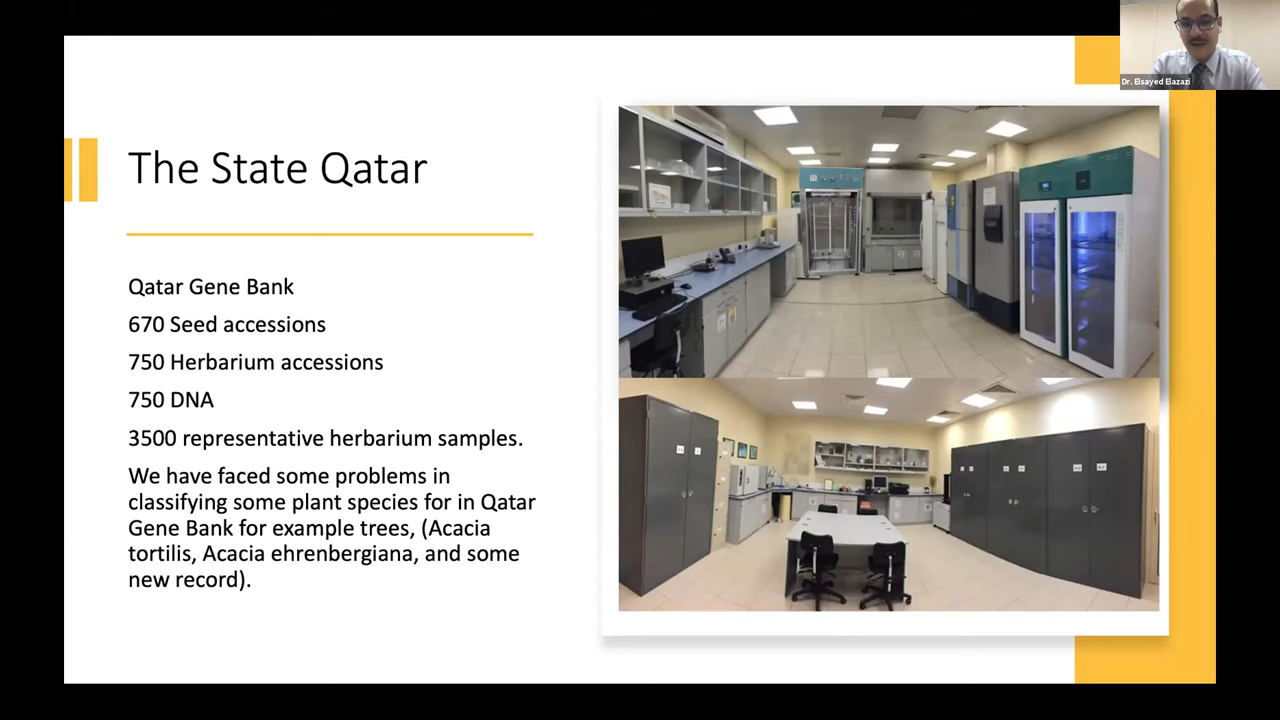 Dr. Elsayed Elazazi
The State Qatar
Qatar Gene Bank
670 Seed accessions
750 Herbarium accessions
750 DNA
3500 representative herbarium samples.
We have faced some problems in
classifying some plant species for in Qatar
Gene Bank for example trees, (Acacia
tortilis, Acacia ehrenbergiana, and some
new record).